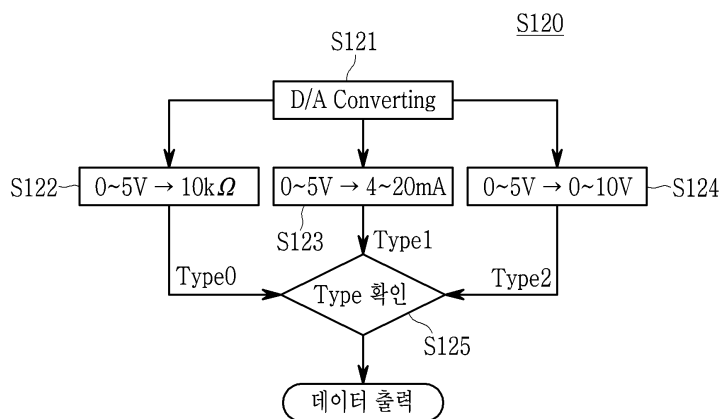 S120
S121
D/A Converting
S122
0~5V → 10kΩ
0~5V → 4~20mA
0~5V → 0~10V
S124
S123
Type1
Type0
Type2
Type 확인
S125
데이터 출력